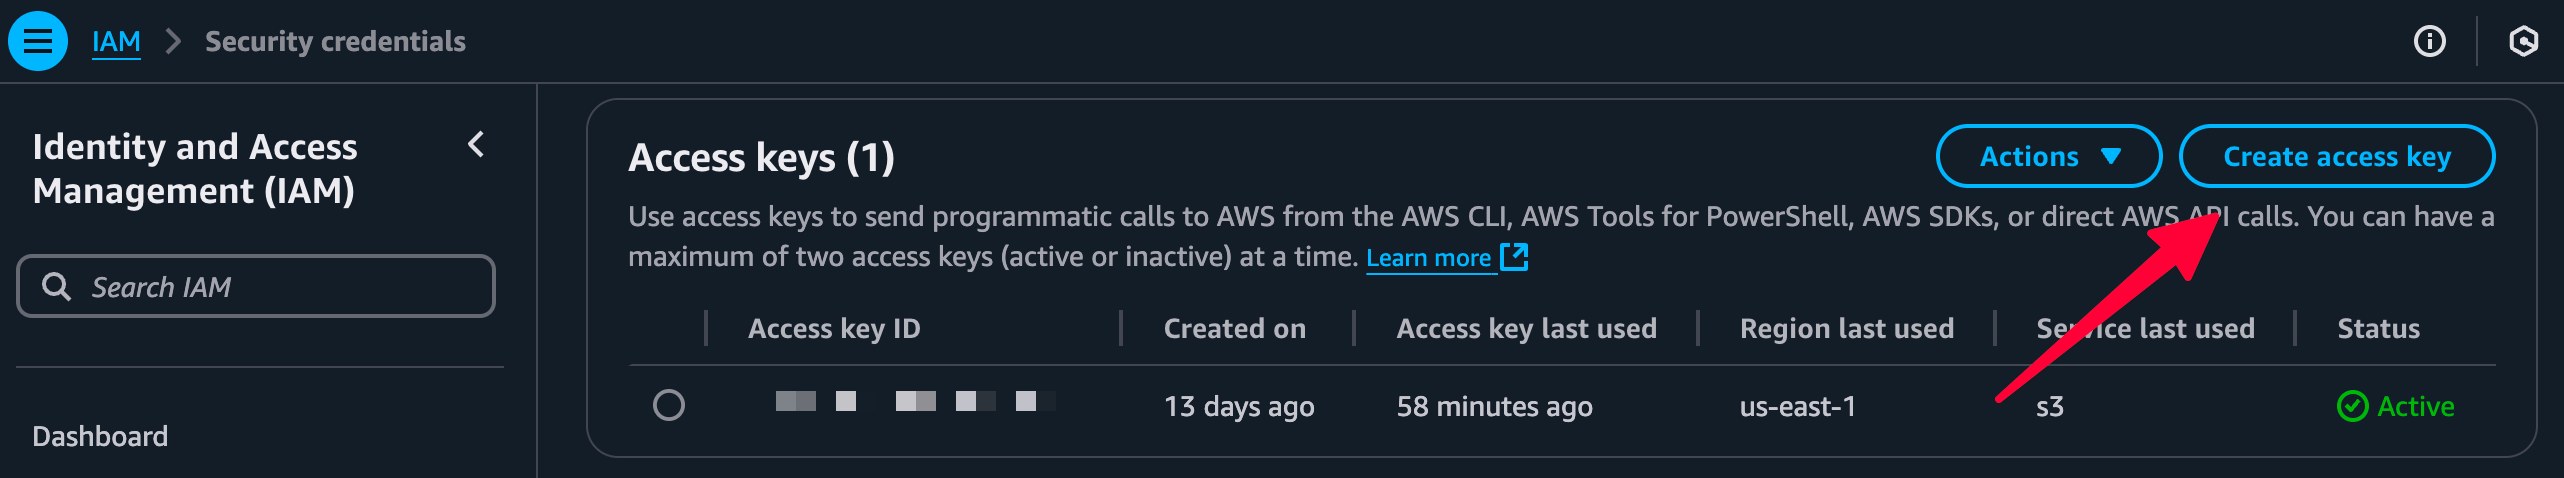 IAM > Security credentials
Identity and Access
Management (IAM)
Search IAM
Dashboard
Access keys (1)
Actions
Create access key
Use access keys to send programmatic calls to AWS from the AWS CLI, AWS Tools for PowerShell, AWS SDKs, or direct AWS API calls. You can have a
maximum of two access keys (active or inactive) at a time. Learn more
Access key ID Created on Access key last used Region last used Service last used Status
13 days ago 58 minutes ago us-east-1 s3 Active